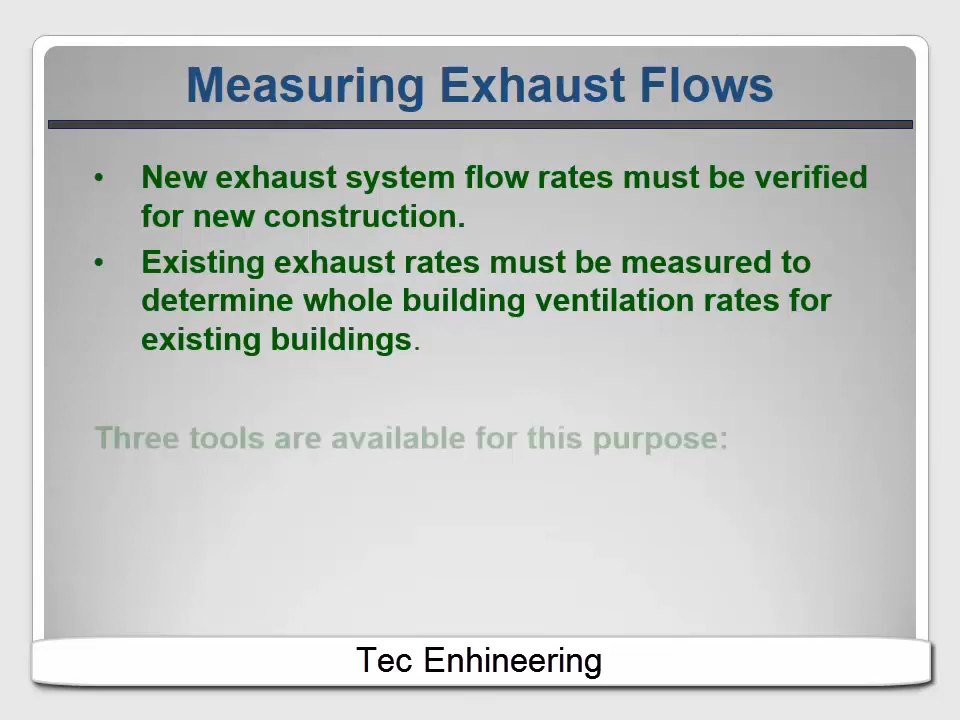 Measuring Exhaust Flows
• New exhaust system flow rates must be verified
for new construction.
• Existing exhaust rates must be measured to
determine whole building ventilation rates for
existing buildings.
Three tools are available for this purpose:
Tec Enhineering